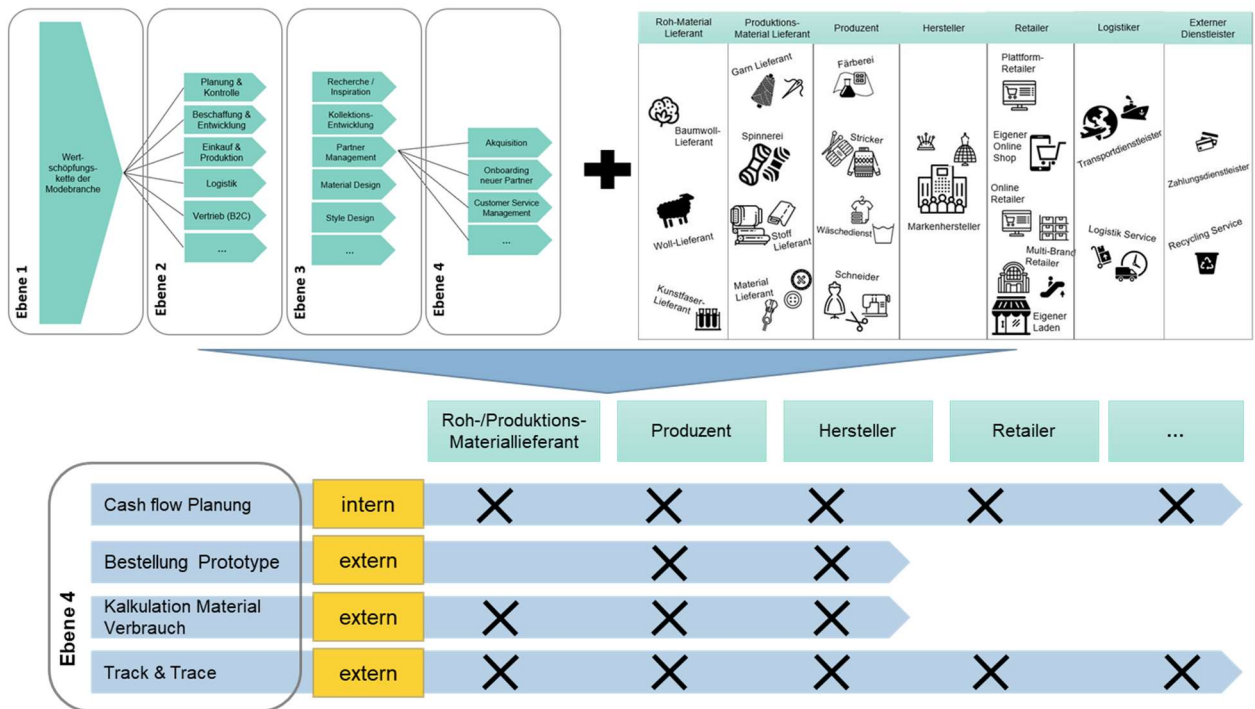 Ebene 1
Wert-
schöpfungs-
kette der
Modebranche
Ebene 2
Planung &
Kontrolle
Beschaffung &
Entwicklung
Einkauf &
Produktion
Logistik
Vertrieb (B2C)
...
Ebene 3
Recherche /
Inspiration
Kollektions-
Entwicklung
Partner
Management
Material Design
Style Design
...
Ebene 4
Akquisition
Onboarding
neuer Partner
Customer Service
Management
...
Roh-Material
Lieferant
Baumwoll-
Lieferant
Woll-Lieferant
Kunstfaser-
Lieferant
Produktions-
Material Lieferant
Garn Lieferant
Spinnerei
Stoff
Lieferant
Material
Lieferant
Produzent
Färberei
Stricker
Wäschedienst
Schneider
Hersteller
Markenhersteller
Retailer
Plattform-
Retailer
Eigener
Online
Shop
Online
Retailer
Multi-Brand
Retailer
Eigener
Laden
Logistiker
Transportdienstleister
Logistik Service
Externer
Dienstleister
Zahlungsdienstleister
Recycling Service
Roh-/Produktions-
Materiallieferant
Produzent
Hersteller
Retailer
...
Ebene 4
Cash flow Planung
intern
Bestellung Prototype
extern
Kalkulation Material
Verbrauch
extern
Track & Trace
extern